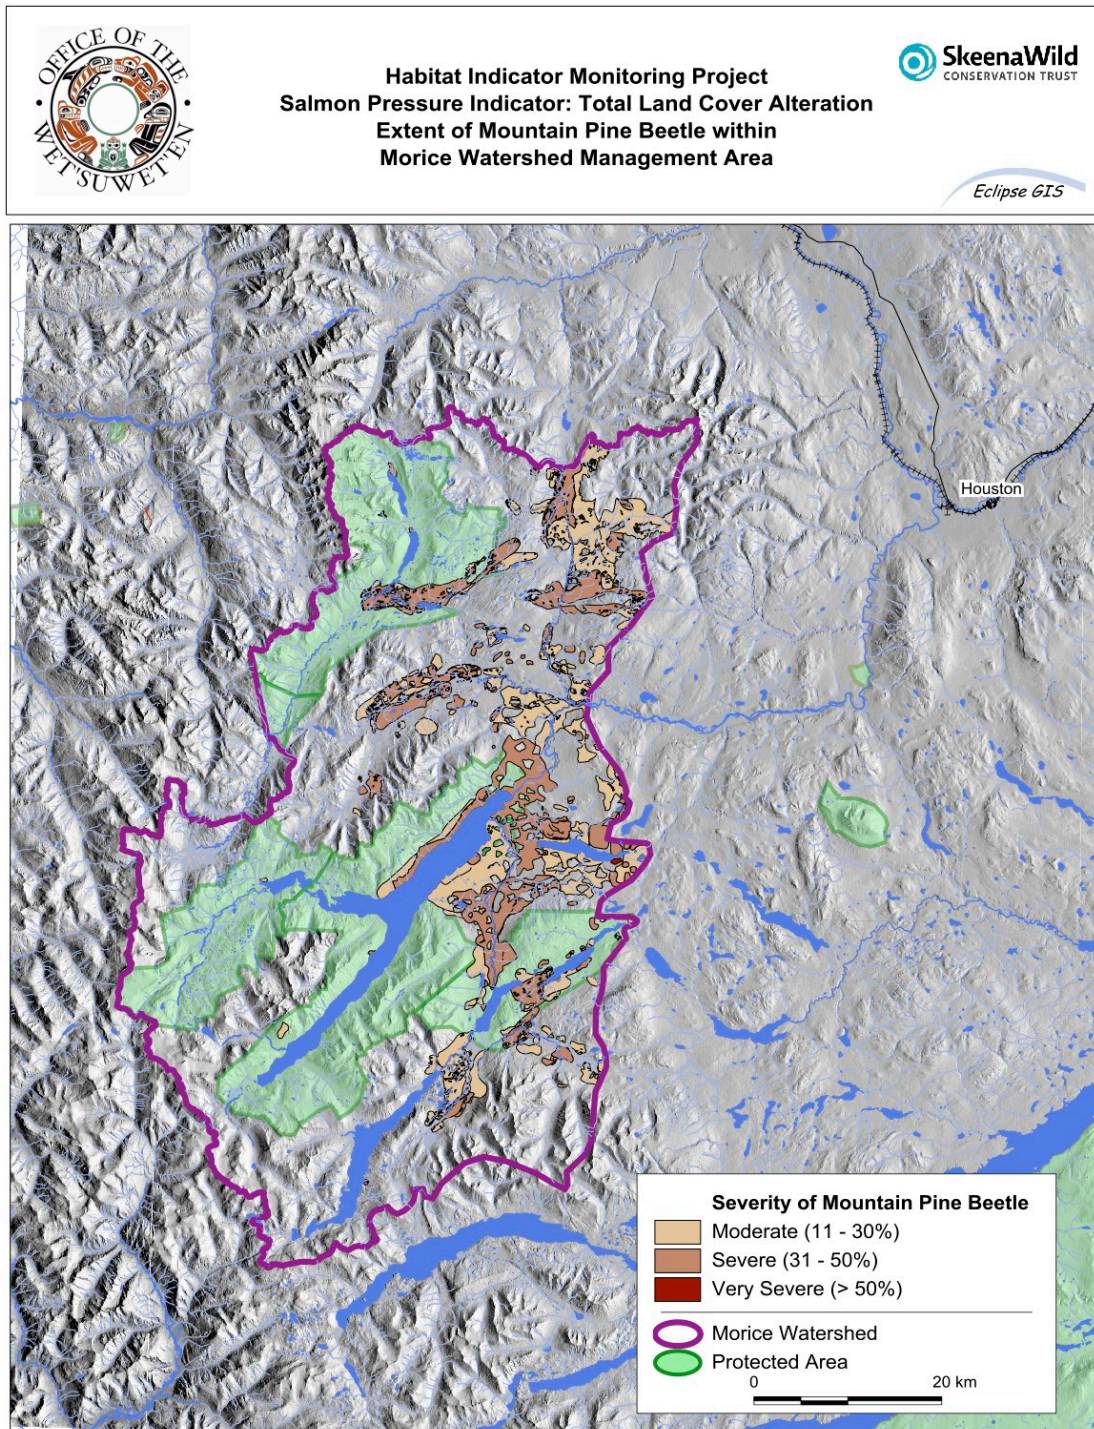 OFFICE OF THE
WET'SUWET'EN
Habitat Indicator Monitoring Project
Salmon Pressure Indicator: Total Land Cover Alteration
Extent of Mountain Pine Beetle within
Morice Watershed Management Area
SkeenaWild
CONSERVATION TRUST
Eclipse GIS
Houston
Severity of Mountain Pine Beetle
Moderate (11 - 30%)
Severe (31 - 50%)
Very Severe (> 50%)
Morice Watershed
Protected Area
0 20 km